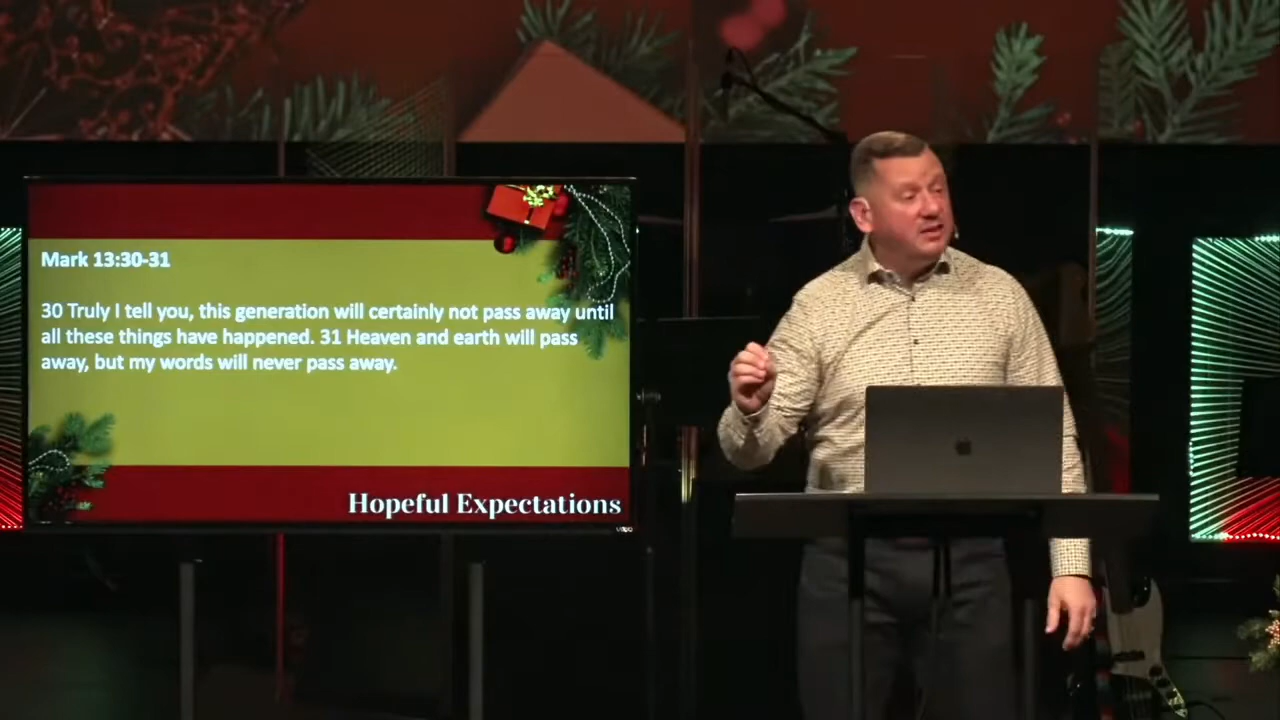 Mark 13:30-31
30 Truly I tell you, this generation will certainly not pass away until
all these things have happened. 31 Heaven and earth will pass
away, but my words will never pass away.
Hopeful Expectations